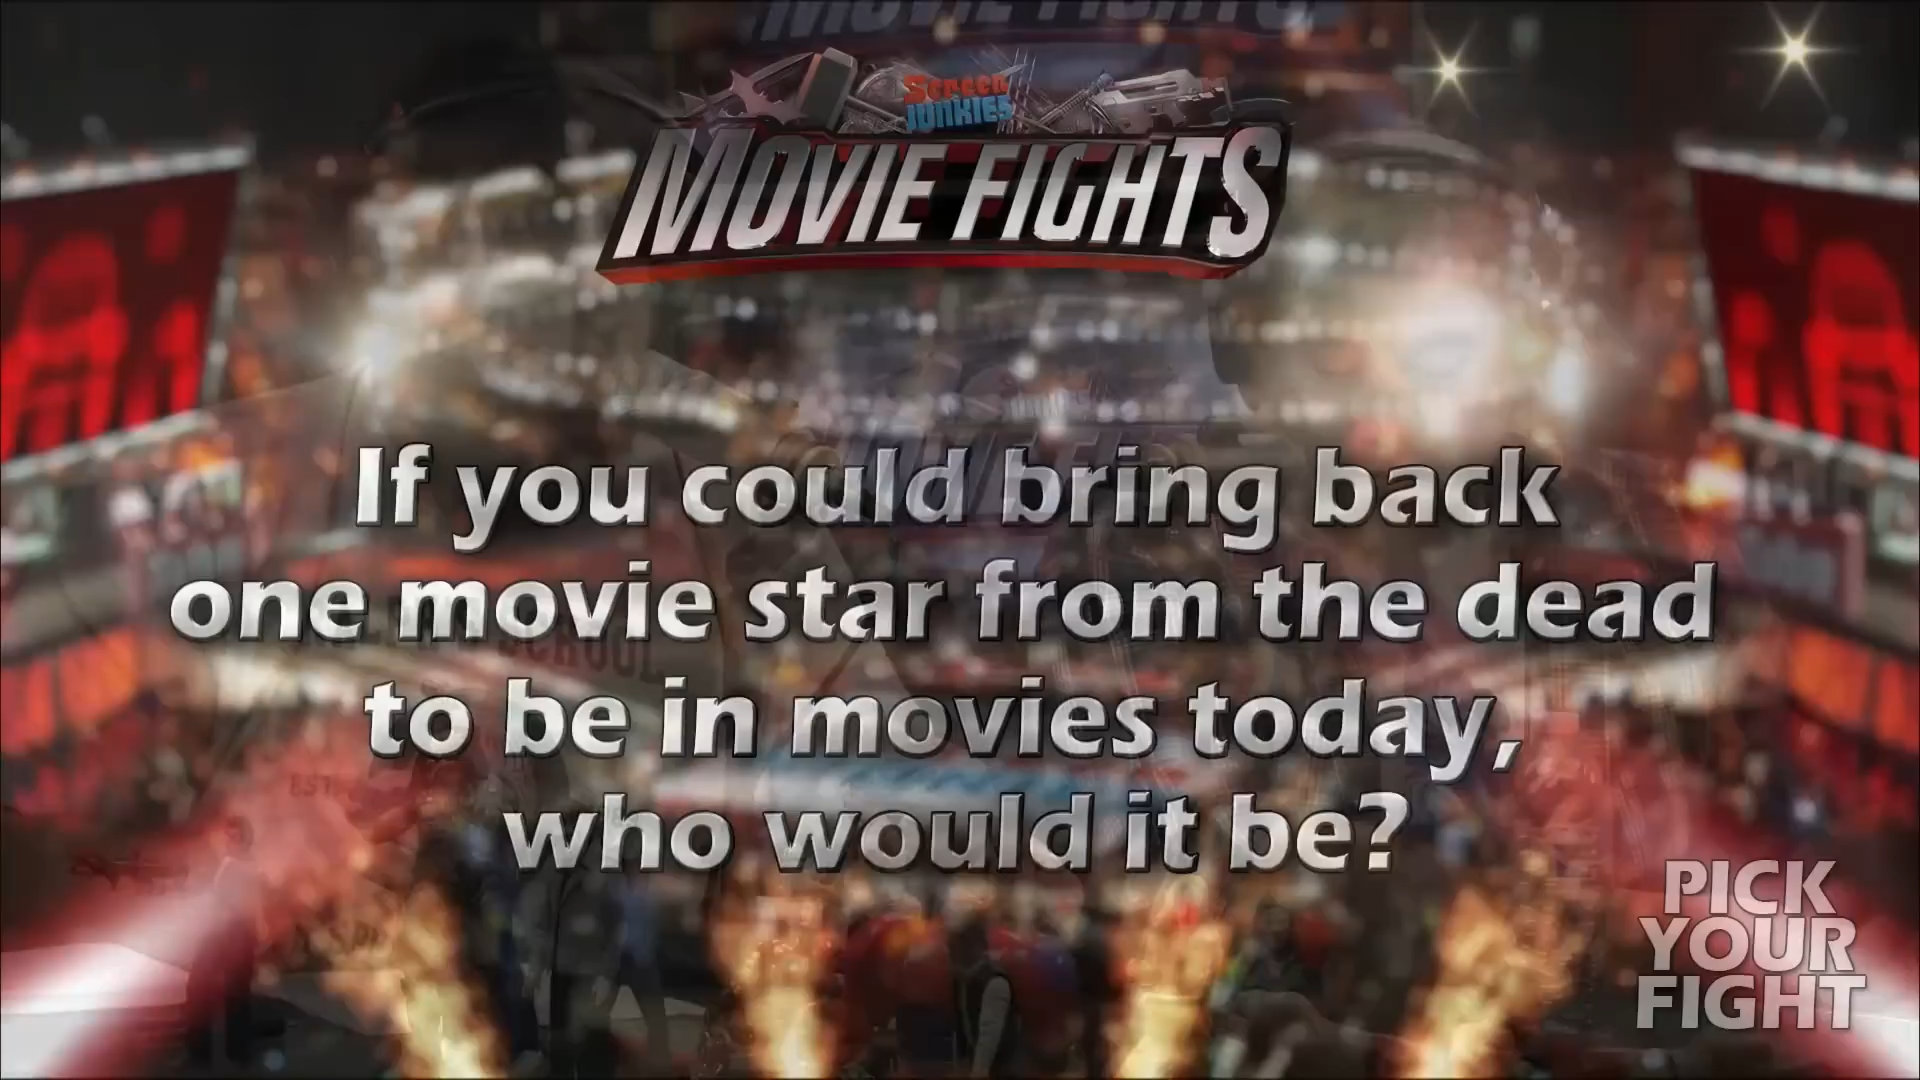 Screen
JUNKIES
MOVIE FIGHTS
If you could bring back
one movie star from the dead
to be in movies today,
who would it be?
PICK
YOUR
FIGHT